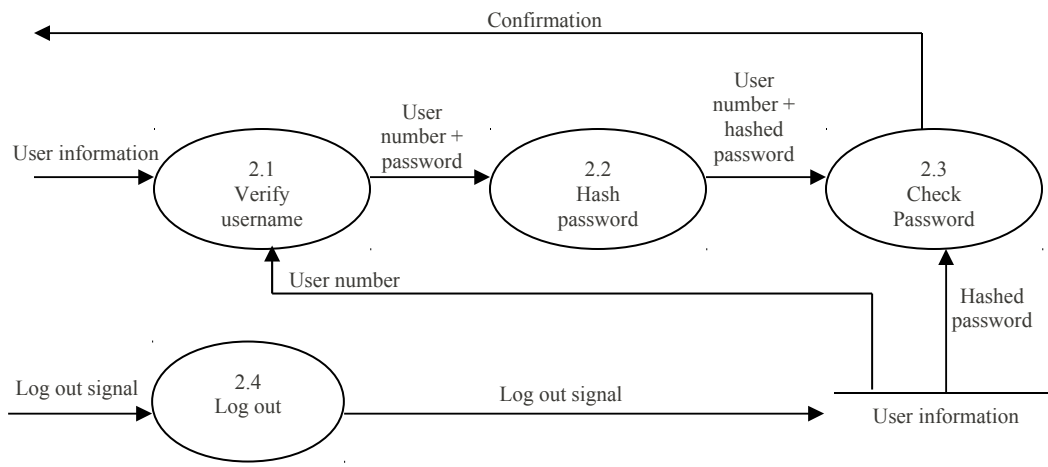 Confirmation
User information
2.1
Verify
username
User
number +
password
2.2
Hash
password
User
number +
hashed
password
2.3
Check
Password
User number
Hashed
password
Log out signal
2.4
Log out
Log out signal
User information